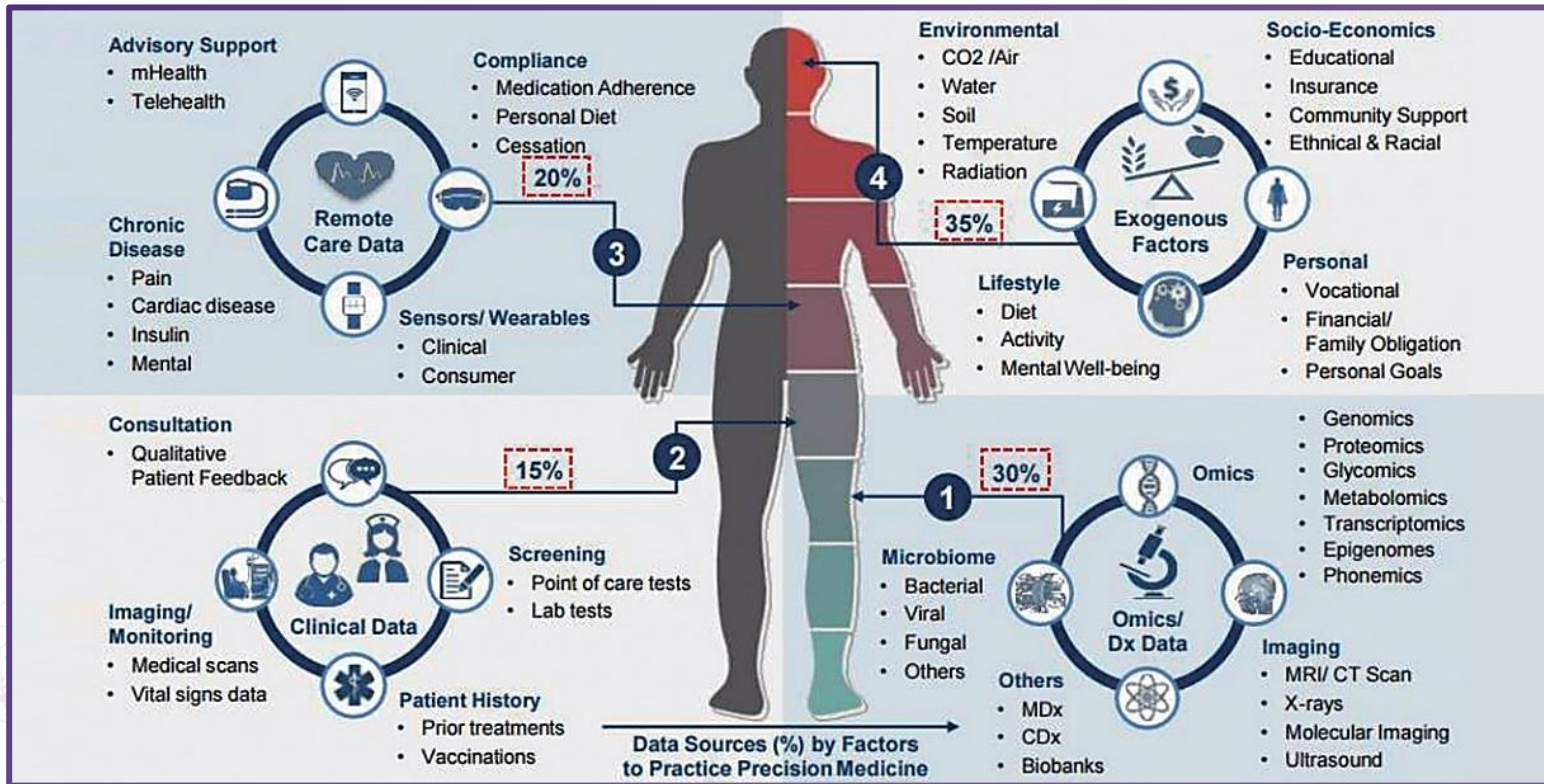 Advisory Support
• mHealth
• Telehealth
Compliance
• Medication Adherence
• Personal Diet
• Cessation
20%
3
Remote
Care Data
Chronic
Disease
• Pain
• Cardiac disease
• Insulin
• Mental
Sensors/ Wearables
• Clinical
• Consumer
Environmental
• CO2 /Air
• Water
• Soil
• Temperature
• Radiation
Socio-Economics
• Educational
• Insurance
• Community Support
• Ethnical & Racial
$
4
35%
Exogenous
Factors
Lifestyle
• Diet
• Activity
• Mental Well-being
Personal
• Vocational
• Financial/
Family Obligation
• Personal Goals
Consultation
• Qualitative
Patient Feedback
15%
2
Clinical Data
Screening
• Point of care tests
• Lab tests
Imaging/
Monitoring
• Medical scans
• Vital signs data
Patient History
• Prior treatments
• Vaccinations
1
30%
Omics
• Genomics
• Proteomics
• Glycomics
• Metabolomics
• Transcriptomics
• Epigenomes
• Phonemics
Microbiome
• Bacterial
• Viral
• Fungal
• Others
Omics/
Dx Data
Others
• MDx
• CDx
• Biobanks
Imaging
• MRI/ CT Scan
• X-rays
• Molecular Imaging
• Ultrasound
Data Sources (%) by Factors
to Practice Precision Medicine